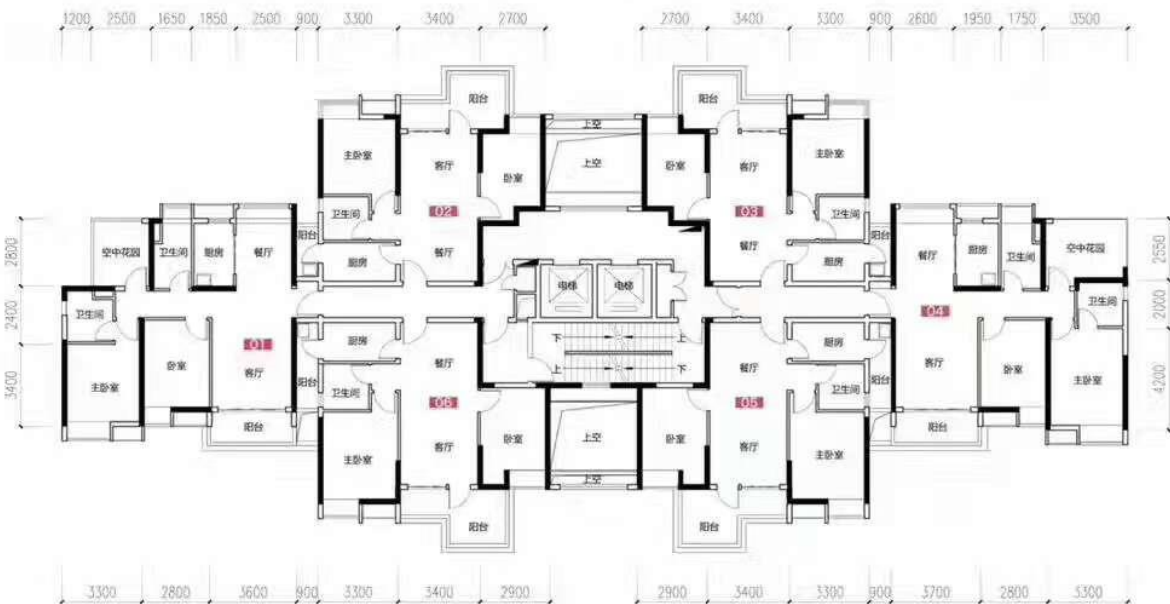 1200 2500 1650 1850 2500 900 3300 3400 2700 2700 3400 3300 900 2600 1950 1750 3500
阳台 阳台
上空
主卧室 客厅 卧室 上空 卧室 客厅 主卧室
卫生间 02 03 卫生间
2800 空中花园 卫生间 厨房 餐厅 阳台 厨房 餐厅 餐厅 厨房 阳台 餐厅 厨房 卫生间 空中花园 2550
电梯 电梯
2400 卫生间 04 卫生间 2000
01 厨房 餐厅 下 上 餐厅 厨房
3400 主卧室 卧室 客厅 阳台 卫生间 上 下 卫生间 阳台 客厅 卧室 主卧室 4200
06 05
阳台 阳台
主卧室 客厅 卧室 上空 卧室 客厅 主卧室
上空
阳台 阳台
3300 2800 3600 900 3300 3400 2900 2900 3400 3300 900 3700 2800 3300